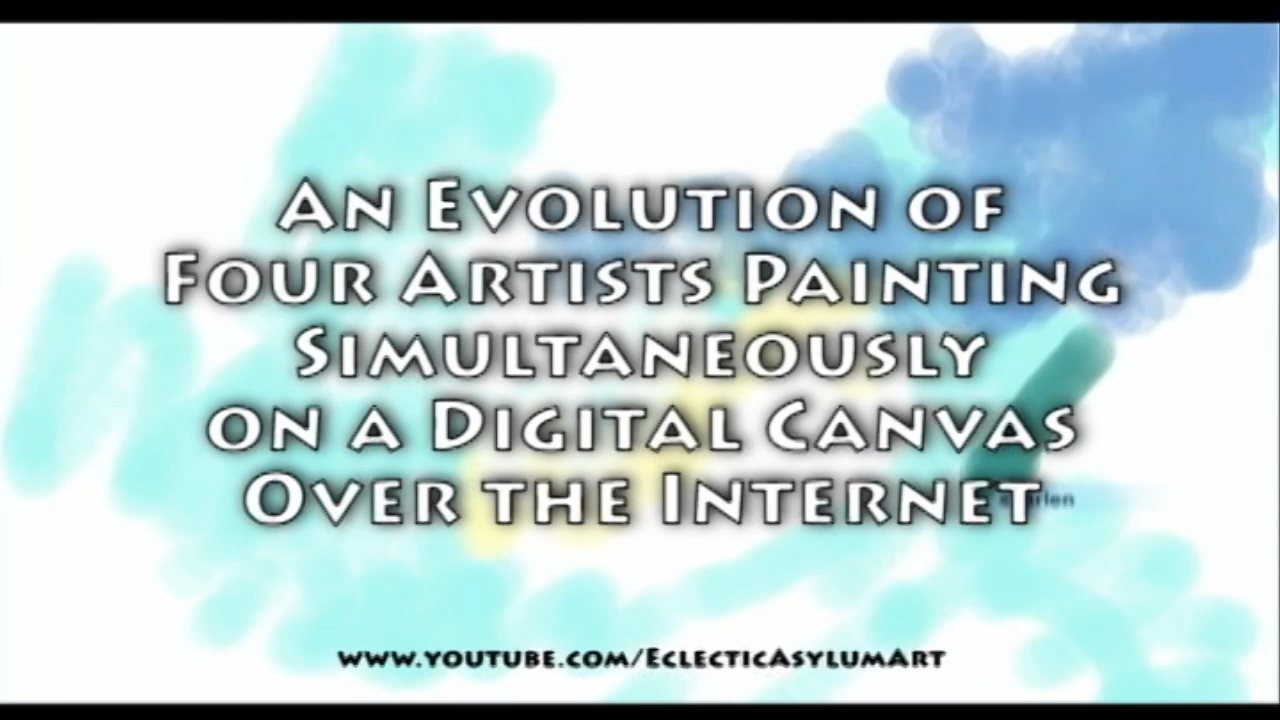 An Evolution of
Four Artists Painting
Simultaneously
on a Digital Canvas
Over the Internet
www.youtube.com/EclecticAsylumArt